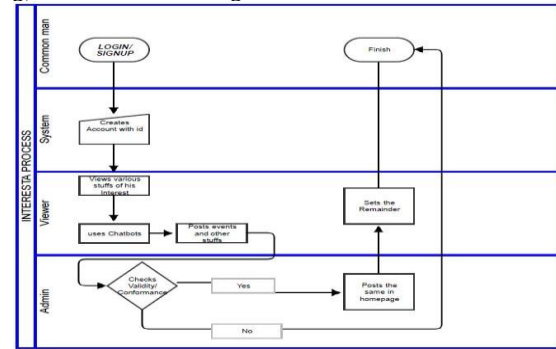 INTERESTA PROCESS
Common man
LOGIN/
SIGNUP
Finish
System
Creates
Account with id
Viewer
Views various
stuffs of his
Interest
uses Chatbots
Posts events
and other
stuffs
Sets the
Remainder
Admin
Checks
Validity/
Conformance
Yes
No
Posts the
same in
homepage